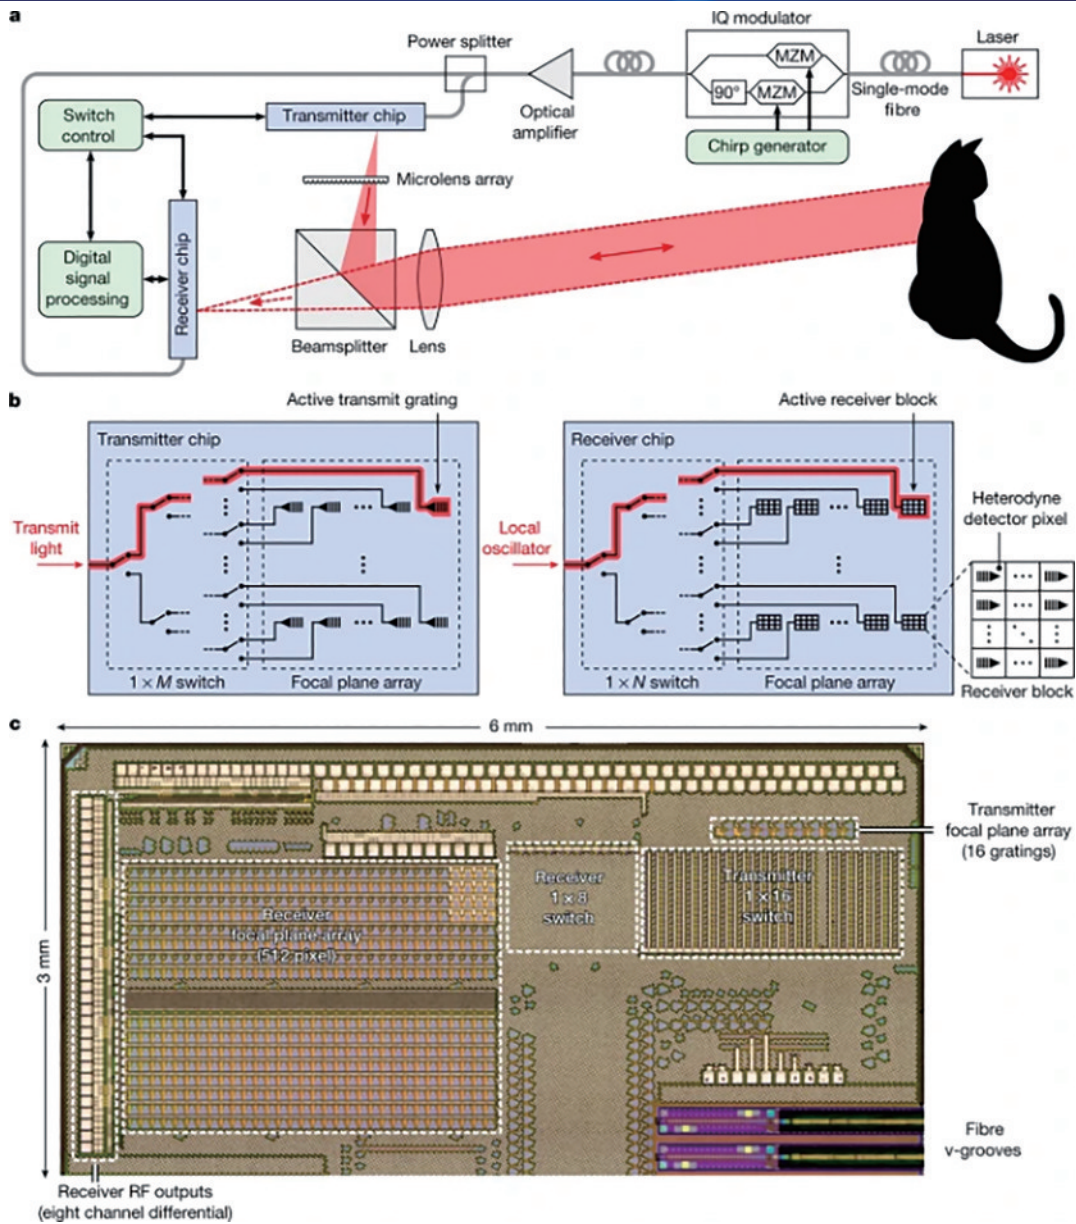 a
IQ modulator
Power splitter
Laser
MZM
90°
MZM
Optical
amplifier
Single-mode
fibre
Switch
control
Transmitter chip
Chirp generator
Microlens array
Receiver chip
Digital
signal
processing
Beamsplitter
Lens
b
Active transmit grating
Active receiver block
Transmitter chip
Receiver chip
Heterodyne
detector pixel
Transmit
light
Local
oscillator
1 × M switch
Focal plane array
1 × N switch
Focal plane array
Receiver block
c
6 mm
3 mm
Transmitter
focal plane array
(16 gratings)
Receiver
focal plane array
(512 pixel)
Receiver
1 x 8
switch
Transmitter
1 x 16
switch
Fibre
v-grooves
Receiver RF outputs
(eight channel differential)